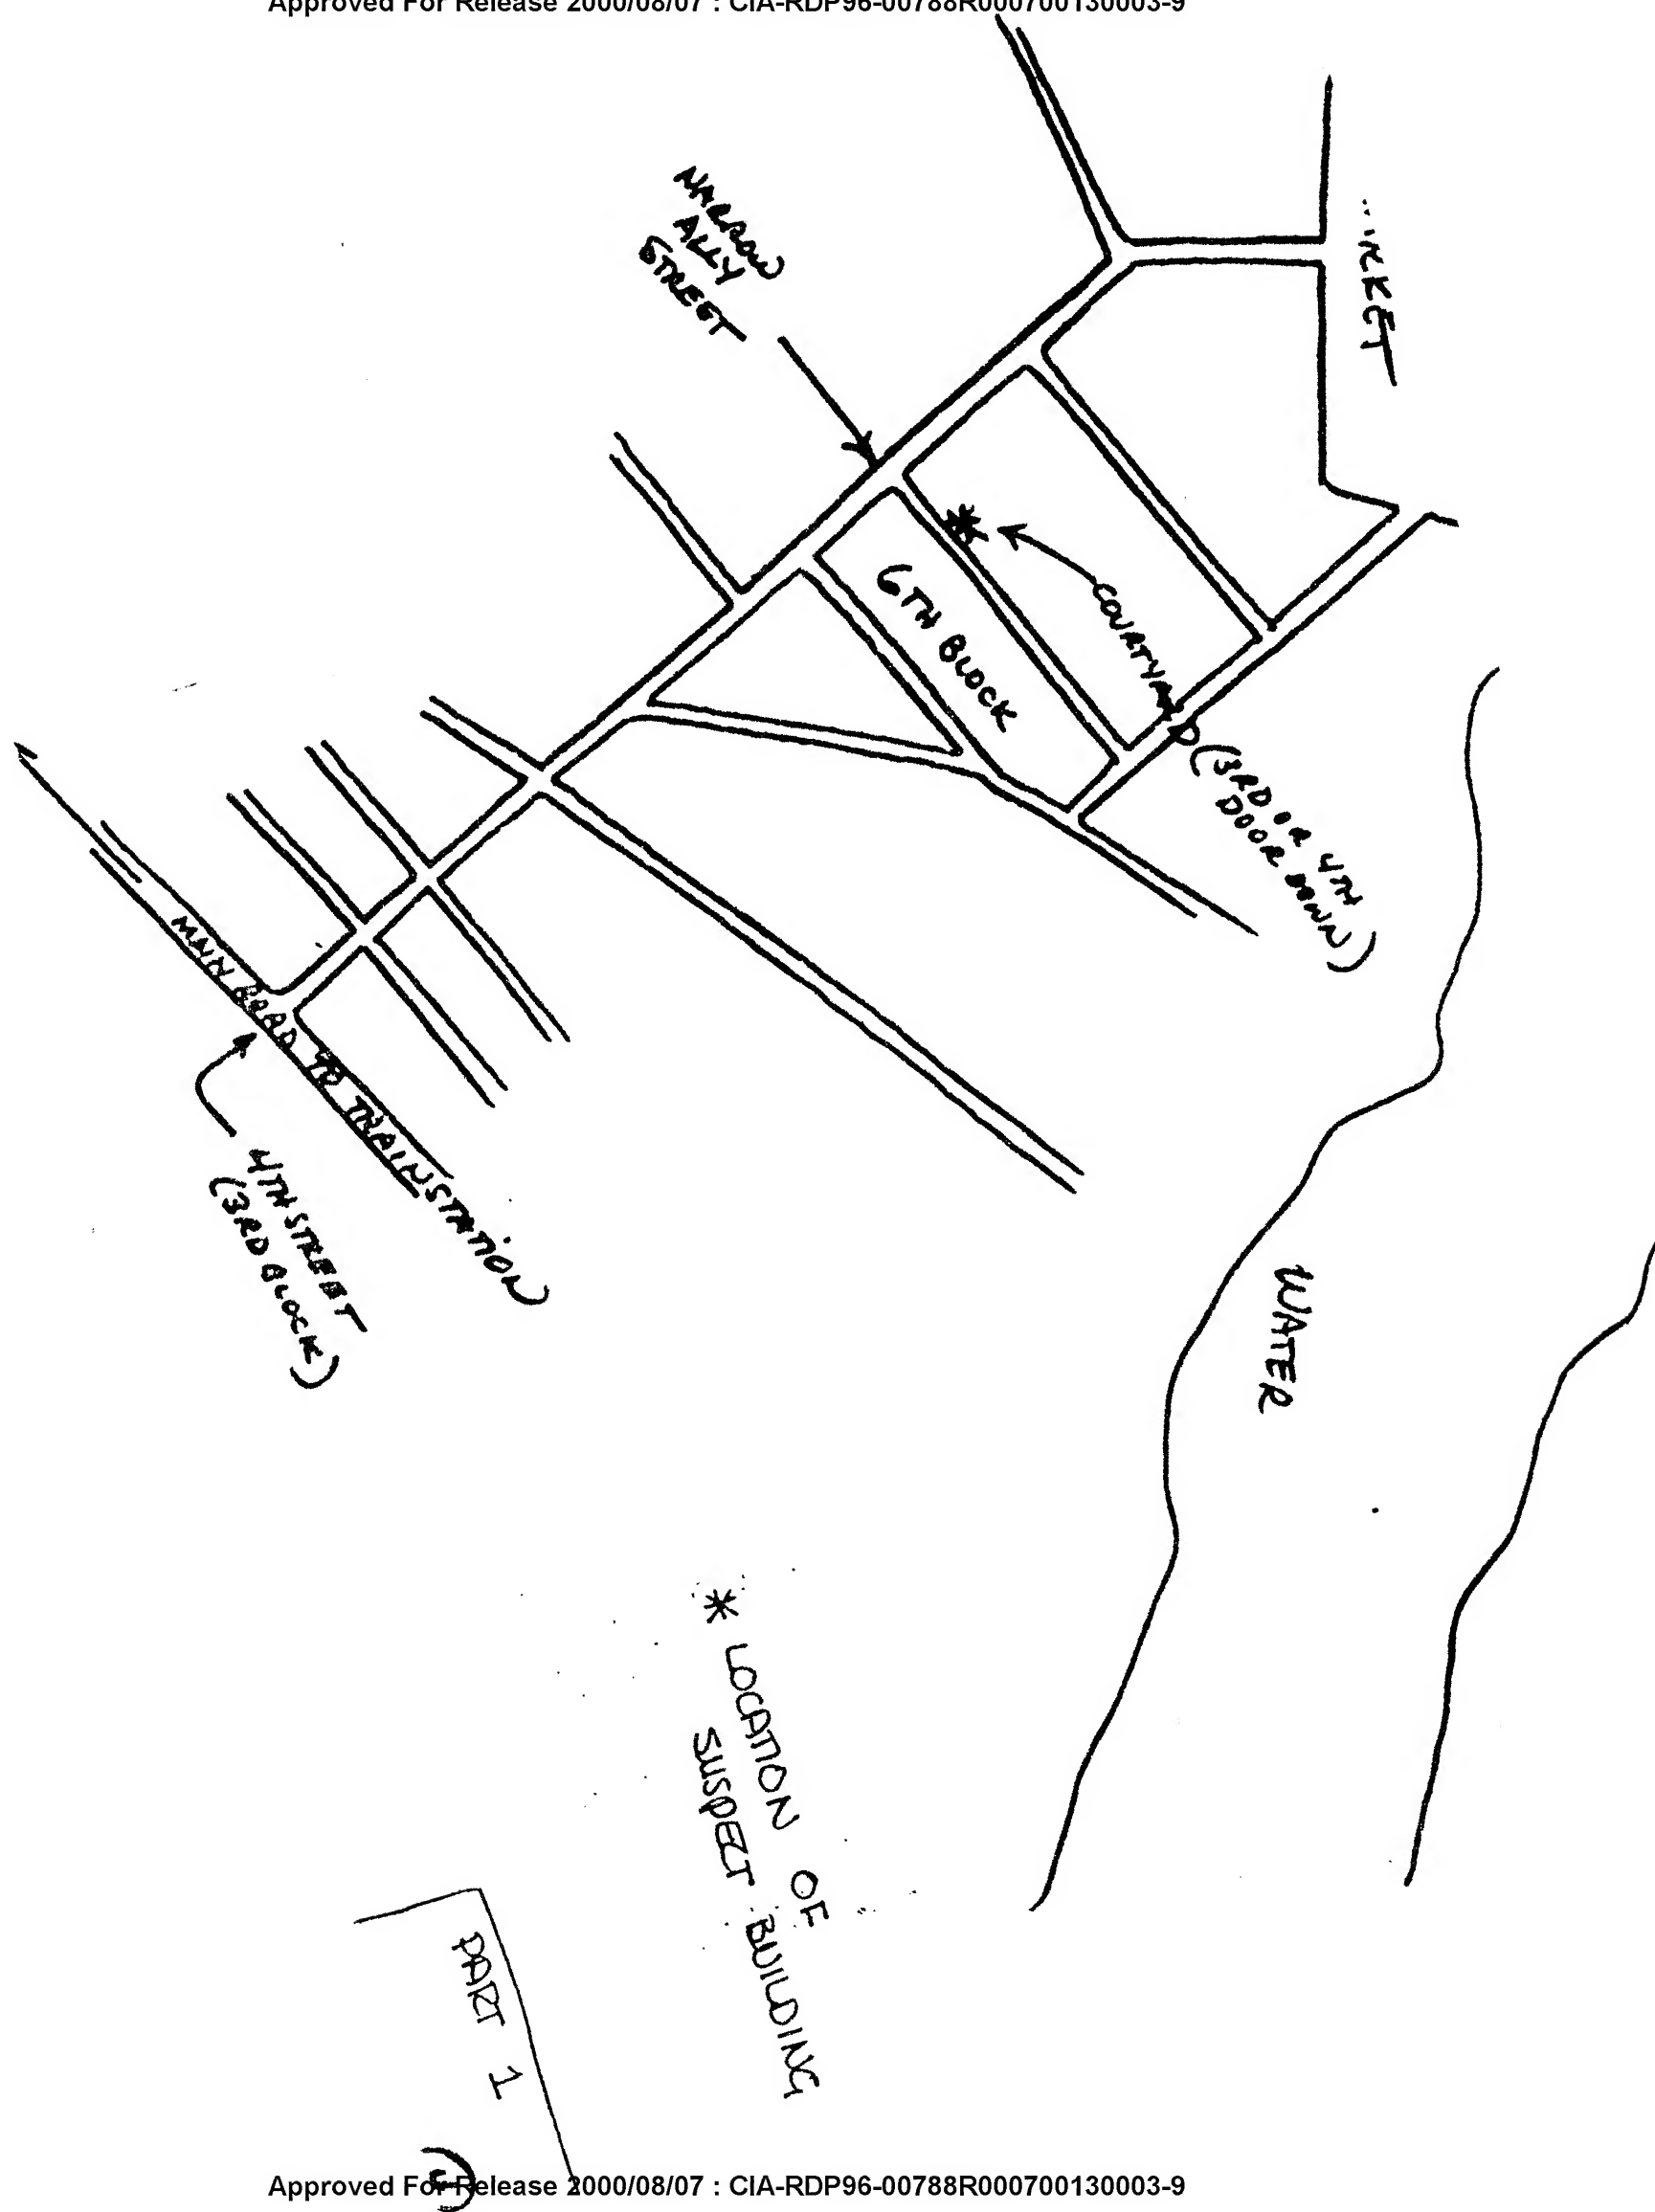 Approved For Release 2000/08/07 : CIA-RDP96-00788R000700130003-9
RKET
NARROW
ALLY
STREET
COURTYARD (3RD OR 4TH
DOOR DOWN)
6TH BLOCK
MAIN ROAD TO TRAINSTATION
4TH STREET
(3RD BLOCK)
WATER
* LOCATION OF
SUSPECT BUILDING
PART 1
Approved For Release 2000/08/07 : CIA-RDP96-00788R000700130003-9